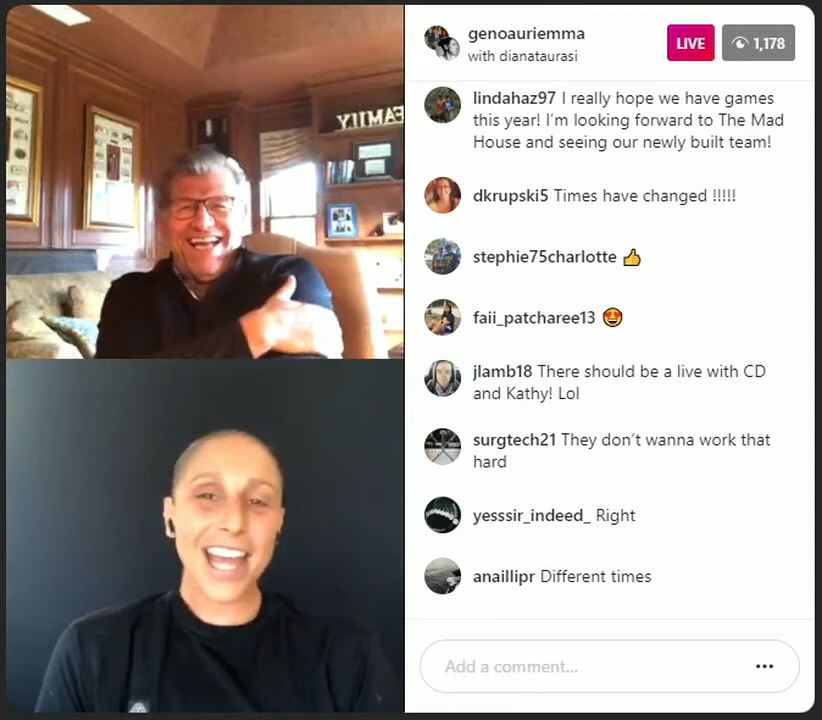 FAMILY
genoauriemma
with dianataurasi
LIVE
1,178
lindahaz97 I really hope we have games
this year! I'm looking forward to The Mad
House and seeing our newly built team!
dkrupski5 Times have changed !!!!!
stephie75charlotte 👍
faii_patcharee13 😍
jlamb18 There should be a live with CD
and Kathy! Lol
surgtech21 They don't wanna work that
hard
yesssir_indeed_ Right
anaillipr Different times
Add a comment...